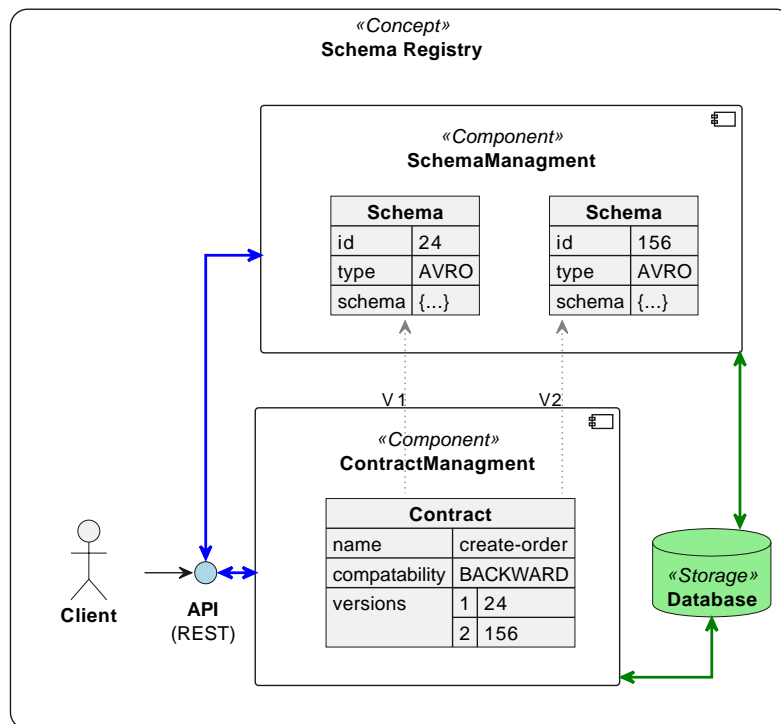 «Concept»
Schema Registry
«Component»
SchemaManagment
Schema
id 24
type AVRO
schema {...}
Schema
id 156
type AVRO
schema {...}
V1
V2
«Component»
ContractManagment
Contract
name create-order
compatability BACKWARD
versions 1 24
2 156
Client
API
(REST)
«Storage»
Database